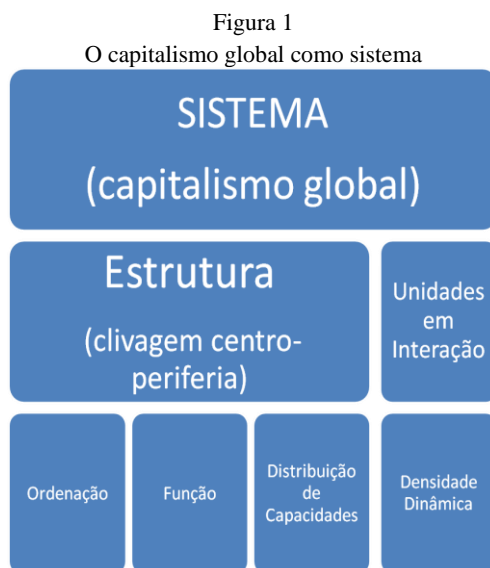 Figura 1
O capitalismo global como sistema
SISTEMA
(capitalismo global)
Estrutura
(clivagem centro-
periferia)
Unidades
em
Interação
Ordenação
Função
Distribuição
de
Capacidades
Densidade
Dinâmica